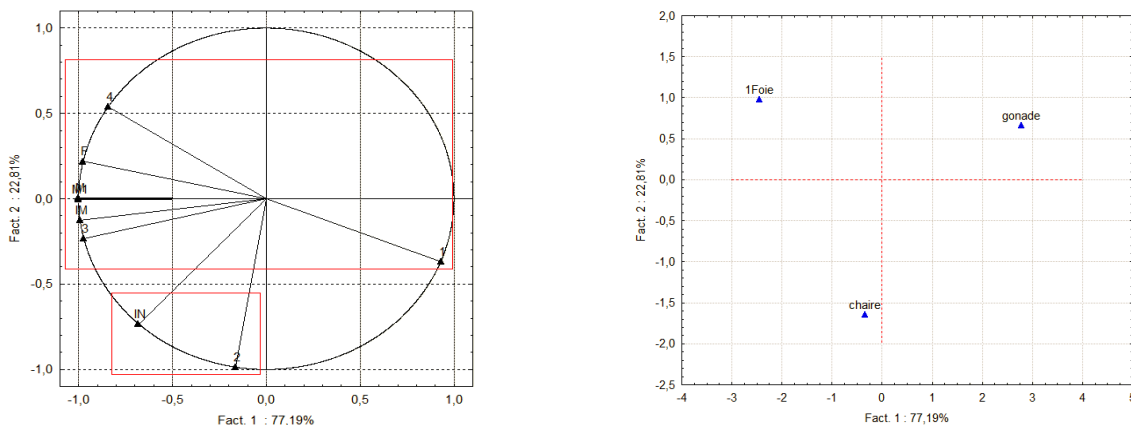 1,0
0,5
0,0
-0,5
-1,0
Fact. 2 : 22,81%
4
F
IM
3
IN
2
1
-1,0 -0,5 0,0 0,5 1,0
Fact. 1 : 77,19%
2,0
1,5
1,0
0,5
0,0
-0,5
-1,0
-1,5
-2,0
-2,5
Fact. 2 : 22,81%
1Foie
gonade
chaire
-4 -3 -2 -1 0 1 2 3 4 5
Fact. 1 : 77,19%